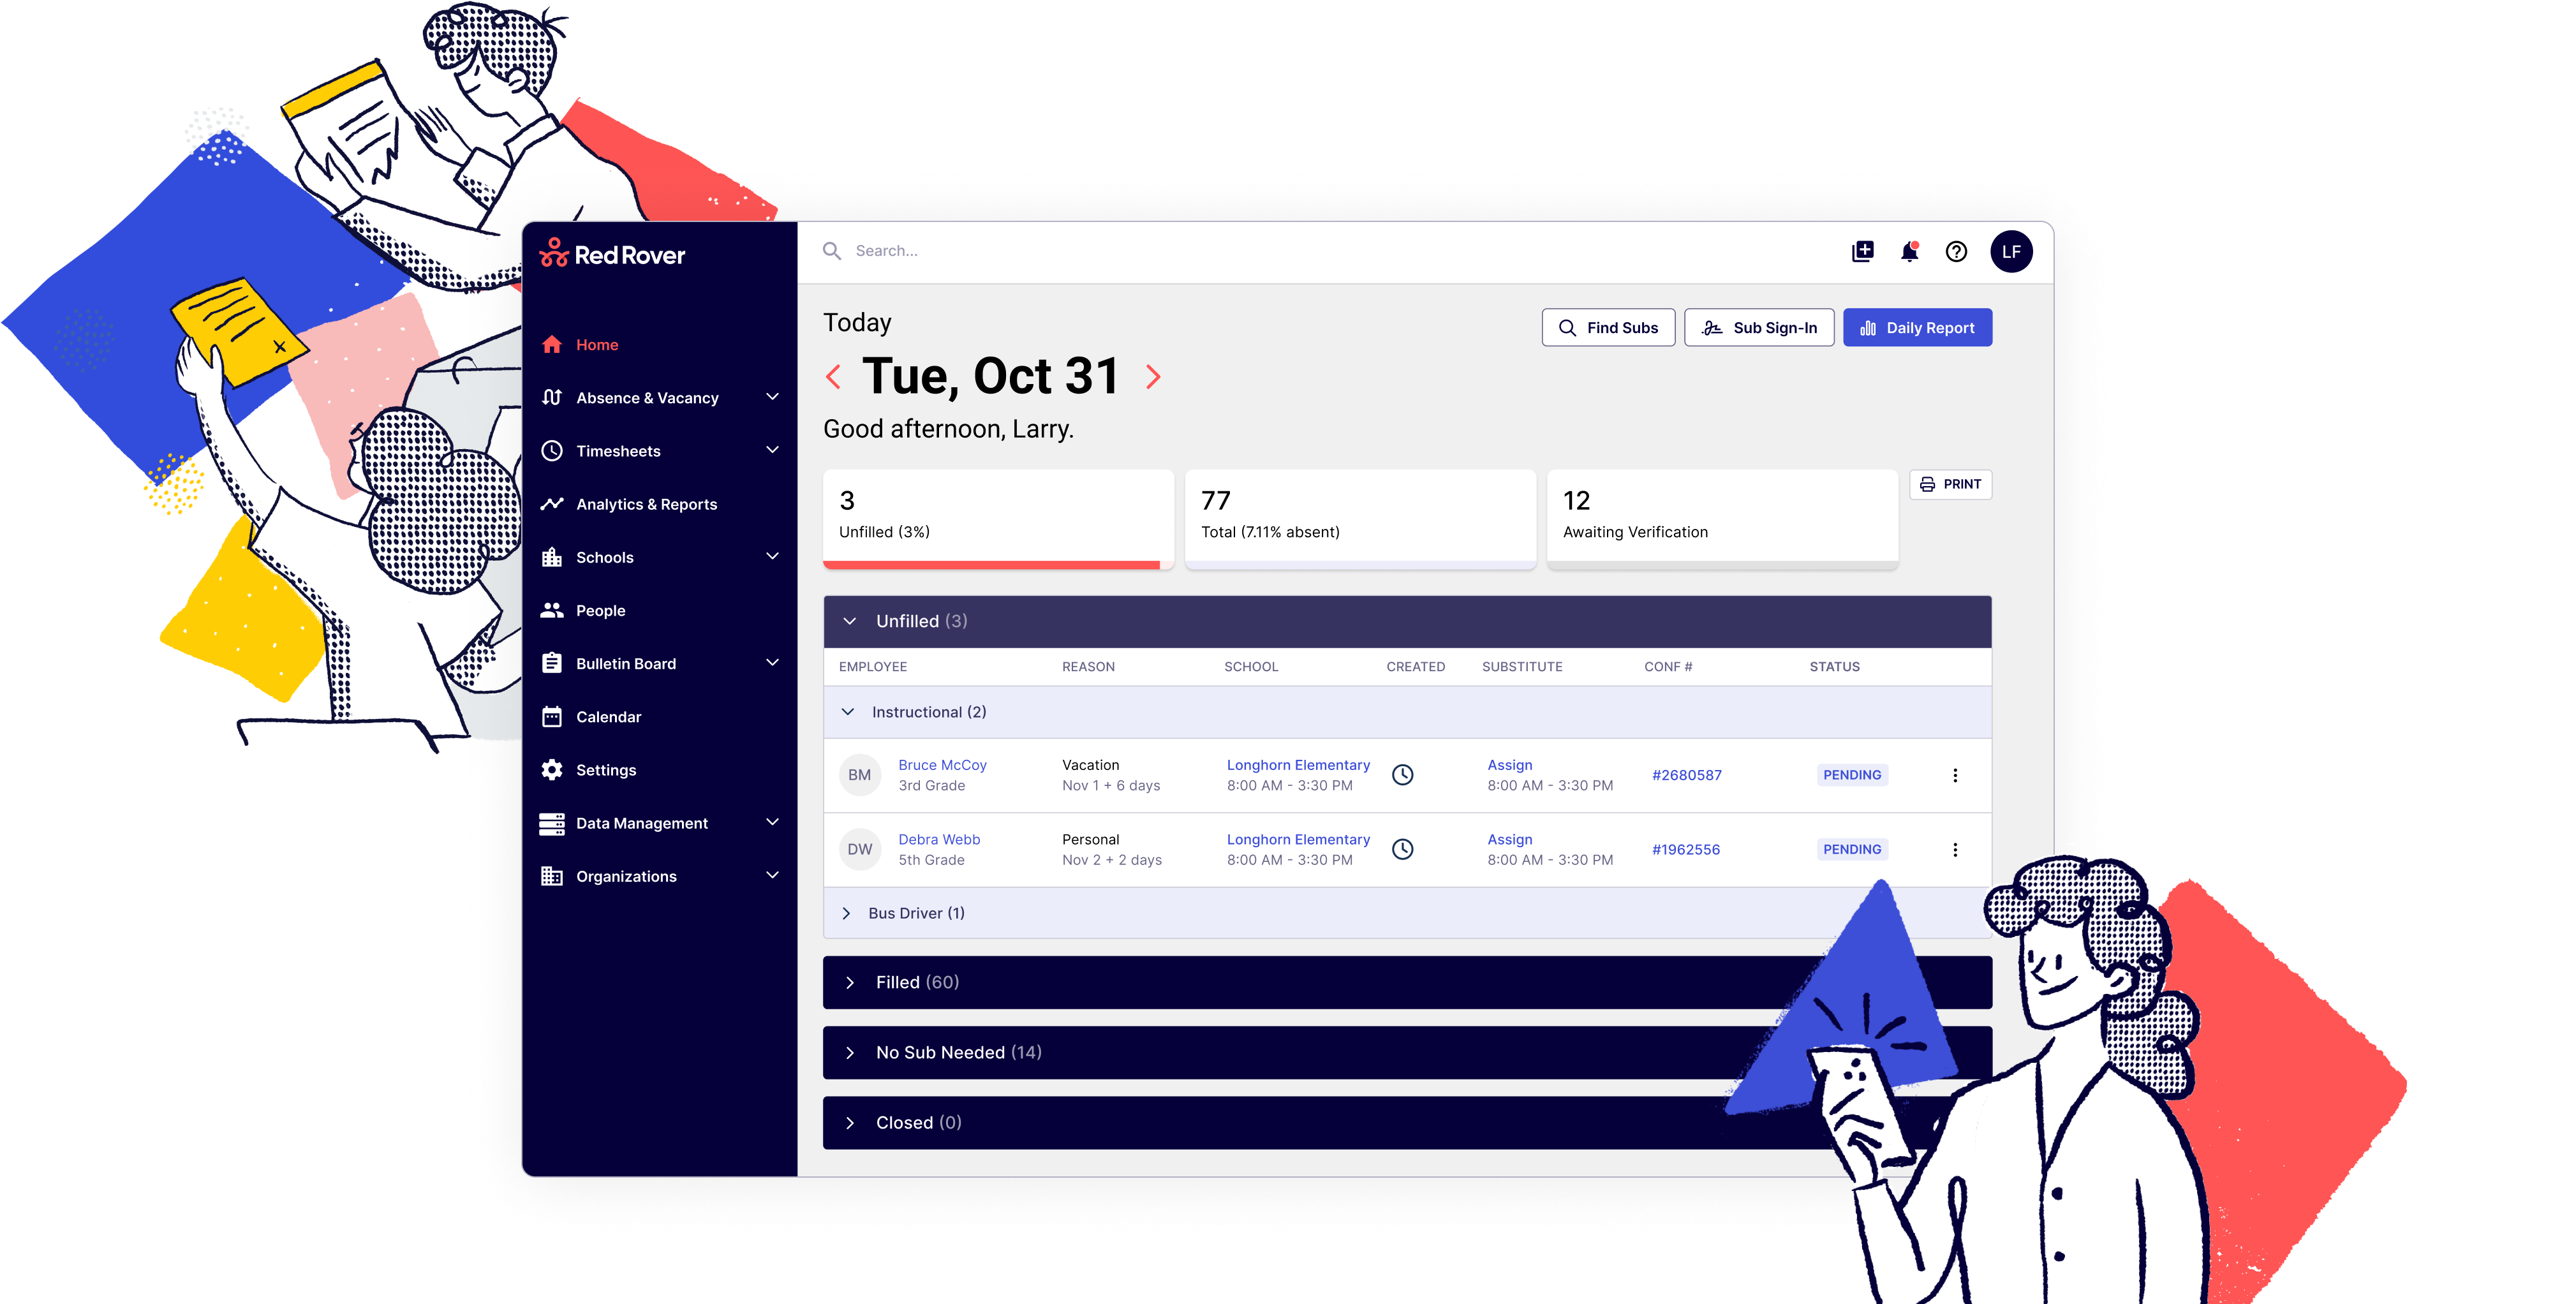 Red Rover
Home
Absence & Vacancy
Timesheets
Analytics & Reports
Schools
People
Bulletin Board
Calendar
Settings
Data Management
Organizations
Search...
LF
Today
Find Subs
Sub Sign-In
Daily Report
Tue, Oct 31
Good afternoon, Larry.
3
Unfilled (3%)
77
Total (7.11% absent)
12
Awaiting Verification
PRINT
Unfilled (3)
EMPLOYEE REASON SCHOOL CREATED SUBSTITUTE CONF # STATUS
Instructional (2)
BM Bruce McCoy Vacation Longhorn Elementary Assign #2680587 PENDING
3rd Grade Nov 1 + 6 days 8:00 AM - 3:30 PM 8:00 AM - 3:30 PM
DW Debra Webb Personal Longhorn Elementary Assign #1962556 PENDING
5th Grade Nov 2 + 2 days 8:00 AM - 3:30 PM 8:00 AM - 3:30 PM
Bus Driver (1)
Filled (60)
No Sub Needed (14)
Closed (0)